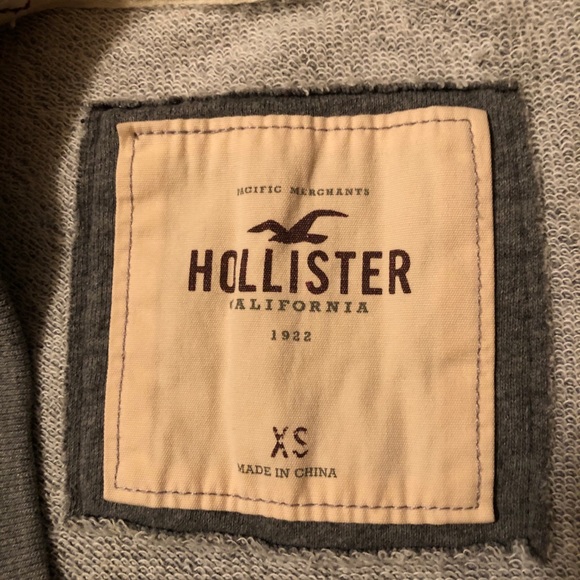 PACIFIC MERCHANTS
HOLLISTER
CALIFORNIA
1922
XS
MADE IN CHINA